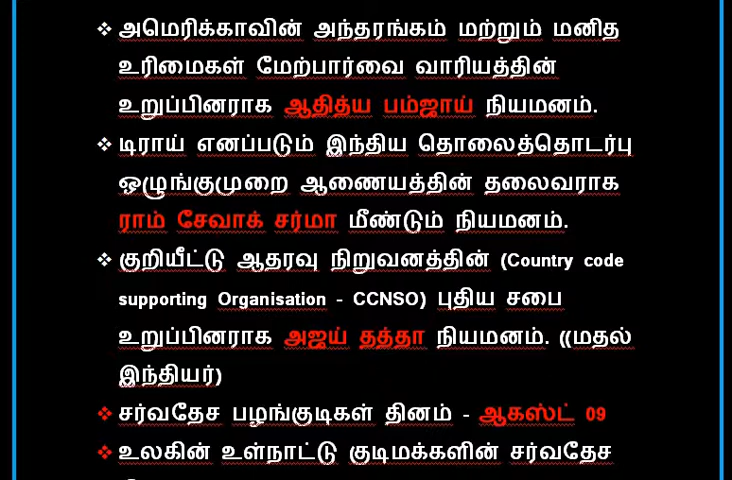 ❖ அமெரிக்காவின் அந்தரங்கம் மற்றும் மனித
உரிமைகள் மேற்பார்வை வாரியத்தின்
உறுப்பினராக ஆதித்ய பம்ஜாய் நியமனம்.
❖ டிராய் எனப்படும் இந்திய தொலைத்தொடர்பு
ஒழுங்குமுறை ஆணையத்தின் தலைவராக
ராம் சேவாக் சர்மா மீண்டும் நியமனம்.
❖ குறியீட்டு ஆதரவு நிறுவனத்தின் (Country code
supporting Organisation - CCNSO) புதிய சபை
உறுப்பினராக அஜய் தத்தா நியமனம். ((மதல்
இந்தியர்)
❖ சர்வதேச பழங்குடிகள் தினம் - ஆகஸ்ட் 09
❖ உலகின் உள்நாட்டு குடிமக்களின் சர்வதேச